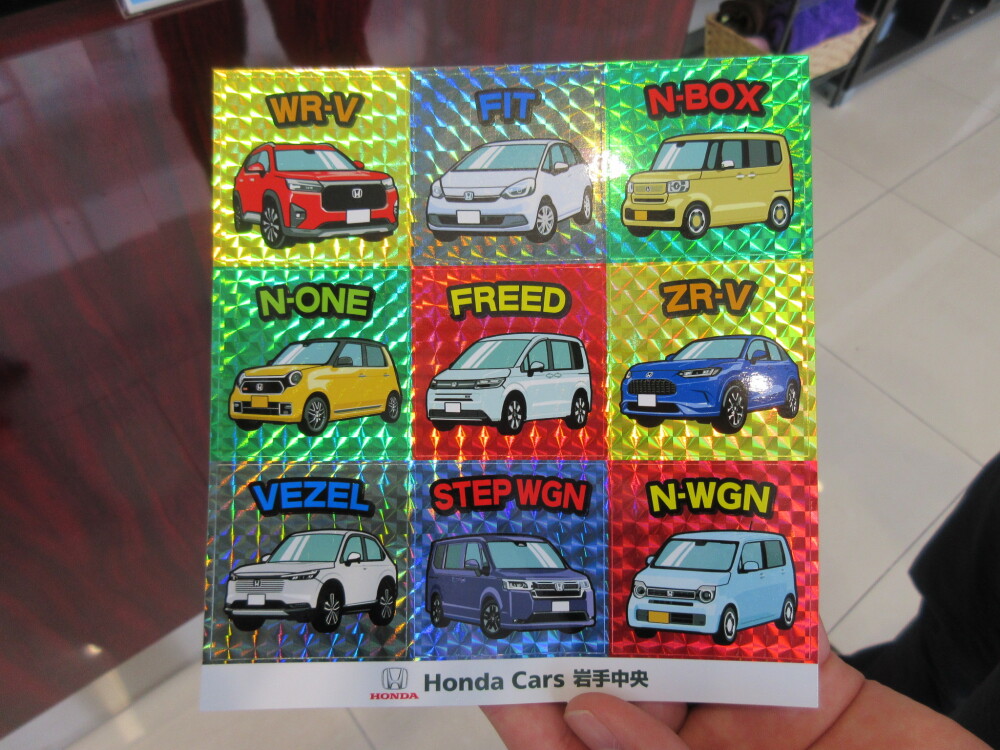 WR-V
FIT
N-BOX
N-ONE
FREED
ZR-V
VEZEL
STEP WGN
N-WGN
HONDA
Honda Cars 岩手中央